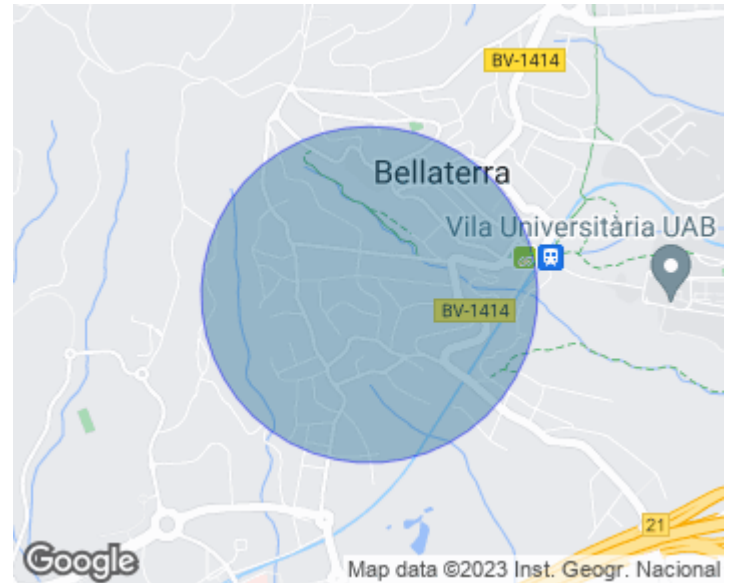 BV-1414
Bellaterra
Vila Universitària UAB
BV-1414
21
Google
Map data ©2023 Inst. Geogr. Nacional